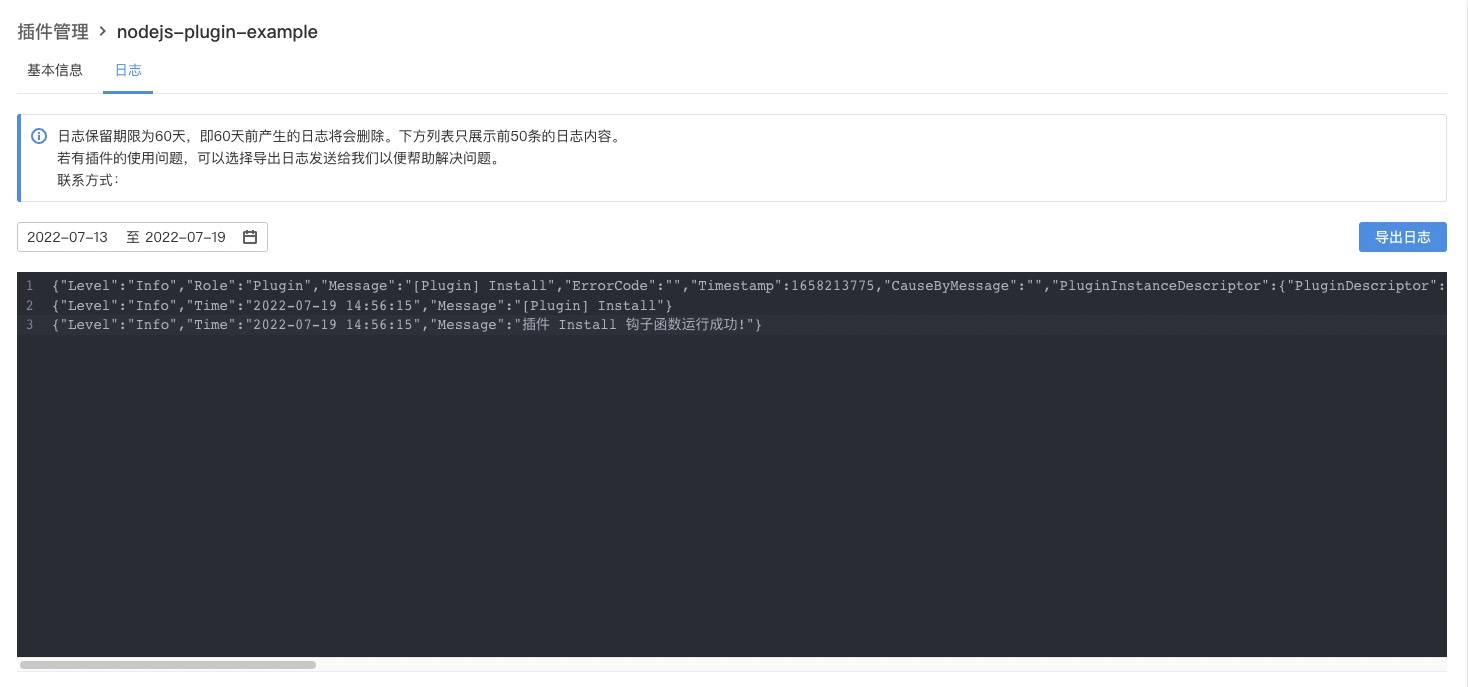 插件管理 > nodejs-plugin-example
基本信息 日志
日志保留期限为60天，即60天前产生的日志将会删除。下方列表只展示前50条的日志内容。
若有插件的使用问题，可以选择导出日志发送给我们以便帮助解决问题。
联系方式：
2022-07-13 至 2022-07-19 导出日志
1 {"Level":"Info","Role":"Plugin","Message":"[Plugin] Install","ErrorCode":"","Timestamp":1658213775,"CauseByMessage":"","PluginInstanceDescriptor":{"PluginDescriptor":
2 {"Level":"Info","Time":"2022-07-19 14:56:15","Message":"[Plugin] Install"}
3 {"Level":"Info","Time":"2022-07-19 14:56:15","Message":"插件 Install 钩子函数运行成功!"}